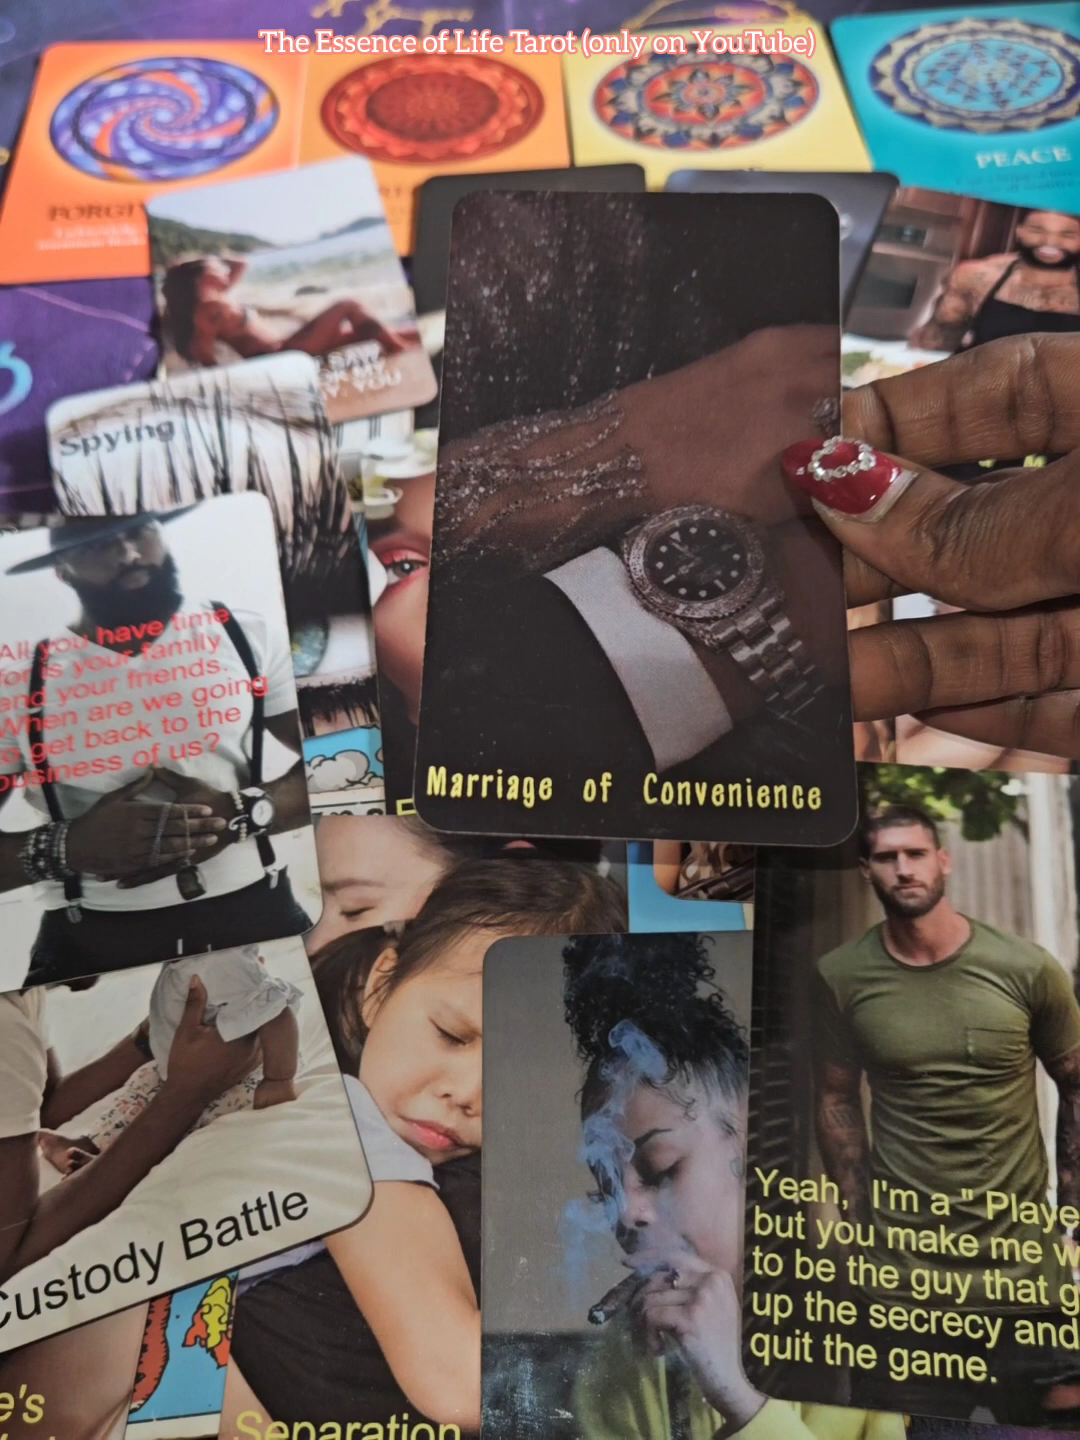 The Essence of Life Tarot (only on YouTube)
PEACE
Spying
YOU
All you have time
for is your family
and your friends.
When are we going
to get back to the
business of us?
Marriage of Convenience
Custody Battle
Yeah, I'm a " Playe
but you make me w
to be the guy that g
up the secrecy and
quit the game.
e's
Separation